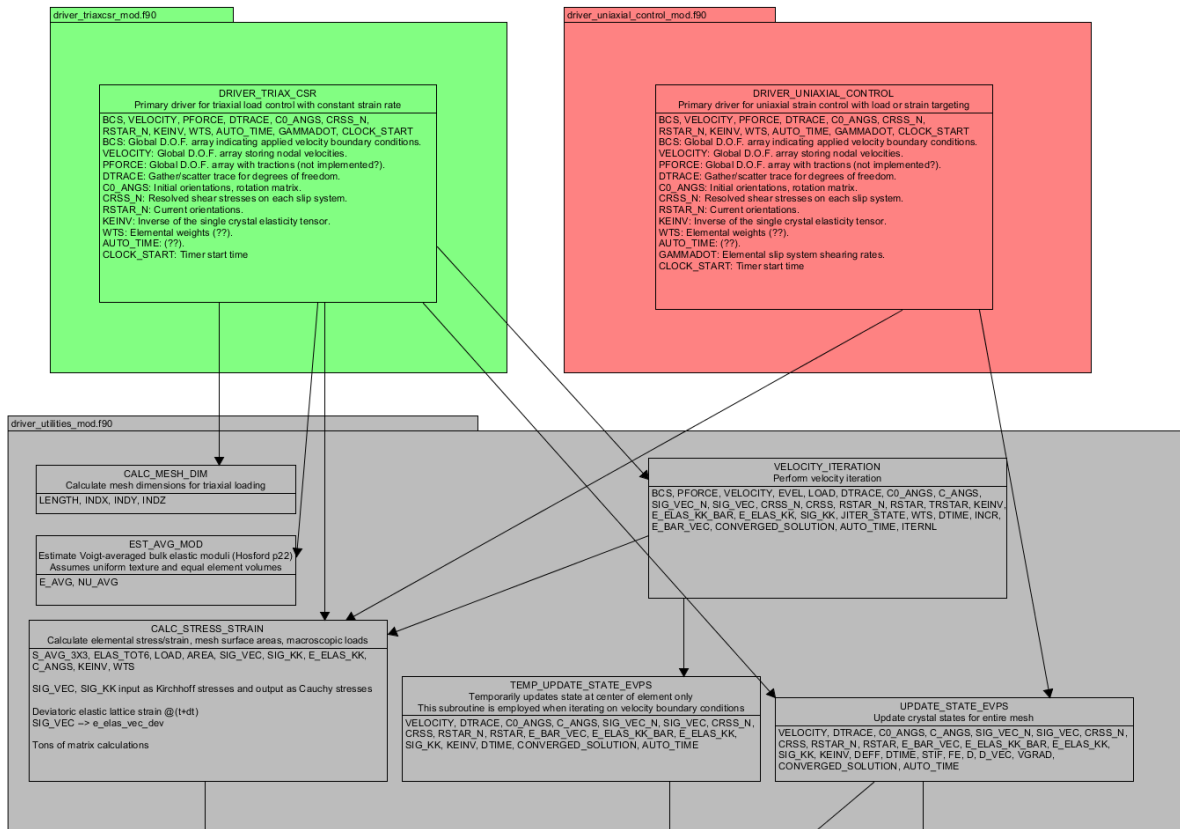 driver_triaxcsr_mod.f90
DRIVER_TRIAX_CSR
Primary driver for triaxial load control with constant strain rate
BCS, VELOCITY, PFORCE, DTRACE, C0_ANGS, CRSS_N,
RSTAR_N, KEINV, WTS, AUTO_TIME, GAMMADOT, CLOCK_START
BCS: Global D.O.F. array indicating applied velocity boundary conditions.
VELOCITY: Global D.O.F. array storing nodal velocities.
PFORCE: Global D.O.F. array with tractions (not implemented?).
DTRACE: Gather/scatter trace for degrees of freedom.
C0_ANGS: Initial orientations, rotation matrix.
CRSS_N: Resolved shear stresses on each slip system.
RSTAR_N: Current orientations.
KEINV: Inverse of the single crystal elasticity tensor.
WTS: Elemental weights (??).
AUTO_TIME: (??).
CLOCK_START: Timer start time
driver_uniaxial_control_mod.f90
DRIVER_UNIAXIAL_CONTROL
Primary driver for uniaxial strain control with load or strain targeting
BCS, VELOCITY, PFORCE, DTRACE, C0_ANGS, CRSS_N,
RSTAR_N, KEINV, WTS, AUTO_TIME, GAMMADOT, CLOCK_START
BCS: Global D.O.F. array indicating applied velocity boundary conditions.
VELOCITY: Global D.O.F. array storing nodal velocities.
PFORCE: Global D.O.F. array with tractions (not implemented?).
DTRACE: Gather/scatter trace for degrees of freedom.
C0_ANGS: Initial orientations, rotation matrix.
CRSS_N: Resolved shear stresses on each slip system.
RSTAR_N: Current orientations.
KEINV: Inverse of the single crystal elasticity tensor.
WTS: Elemental weights (??).
AUTO_TIME: (??).
GAMMADOT: Elemental slip system shearing rates.
CLOCK_START: Timer start time
driver_utilities_mod.f90
CALC_MESH_DIM
Calculate mesh dimensions for triaxial loading
LENGTH, INDX, INDY, INDZ
EST_AVG_MOD
Estimate Voigt-averaged bulk elastic moduli (Hosford p22)
Assumes uniform texture and equal element volumes
E_AVG, NU_AVG
VELOCITY_ITERATION
Perform velocity iteration
BCS, PFORCE, VELOCITY, EVEL, LOAD, DTRACE, C0_ANGS, C_ANGS,
SIG_VEC_N, SIG_VEC, CRSS_N, CRSS, RSTAR_N, RSTAR, TRSTAR, KEINV,
E_ELAS_KK_BAR, E_ELAS_KK, SIG_KK, JITER_STATE, WTS, DTIME, INCR,
E_BAR_VEC, CONVERGED_SOLUTION, AUTO_TIME, ITERNL
CALC_STRESS_STRAIN
Calculate elemental stress/strain, mesh surface areas, macroscopic loads
S_AVG_3X3, ELAS_TOT6, LOAD, AREA, SIG_VEC, SIG_KK, E_ELAS_KK,
C_ANGS, KEINV, WTS
SIG_VEC, SIG_KK input as Kirchhoff stresses and output as Cauchy stresses
Deviatoric elastic lattice strain @(t+dt)
SIG_VEC --> e_elas_vec_dev
Tons of matrix calculations
TEMP_UPDATE_STATE_EVPS
Temporarily updates state at center of element only
This subroutine is employed when iterating on velocity boundary conditions
VELOCITY, DTRACE, C0_ANGS, C_ANGS, SIG_VEC_N, SIG_VEC, CRSS_N,
CRSS, RSTAR_N, RSTAR, E_BAR_VEC, E_ELAS_KK_BAR, E_ELAS_KK,
SIG_KK, KEINV, DTIME, CONVERGED_SOLUTION, AUTO_TIME
UPDATE_STATE_EVPS
Update crystal states for entire mesh
VELOCITY, DTRACE, C0_ANGS, C_ANGS, SIG_VEC_N, SIG_VEC, CRSS_N,
CRSS, RSTAR_N, RSTAR, E_BAR_VEC, E_ELAS_KK_BAR, E_ELAS_KK,
SIG_KK, KEINV, DEFF, DTIME, STIF, FE, D, D_VEC, VGRAD,
CONVERGED_SOLUTION, AUTO_TIME